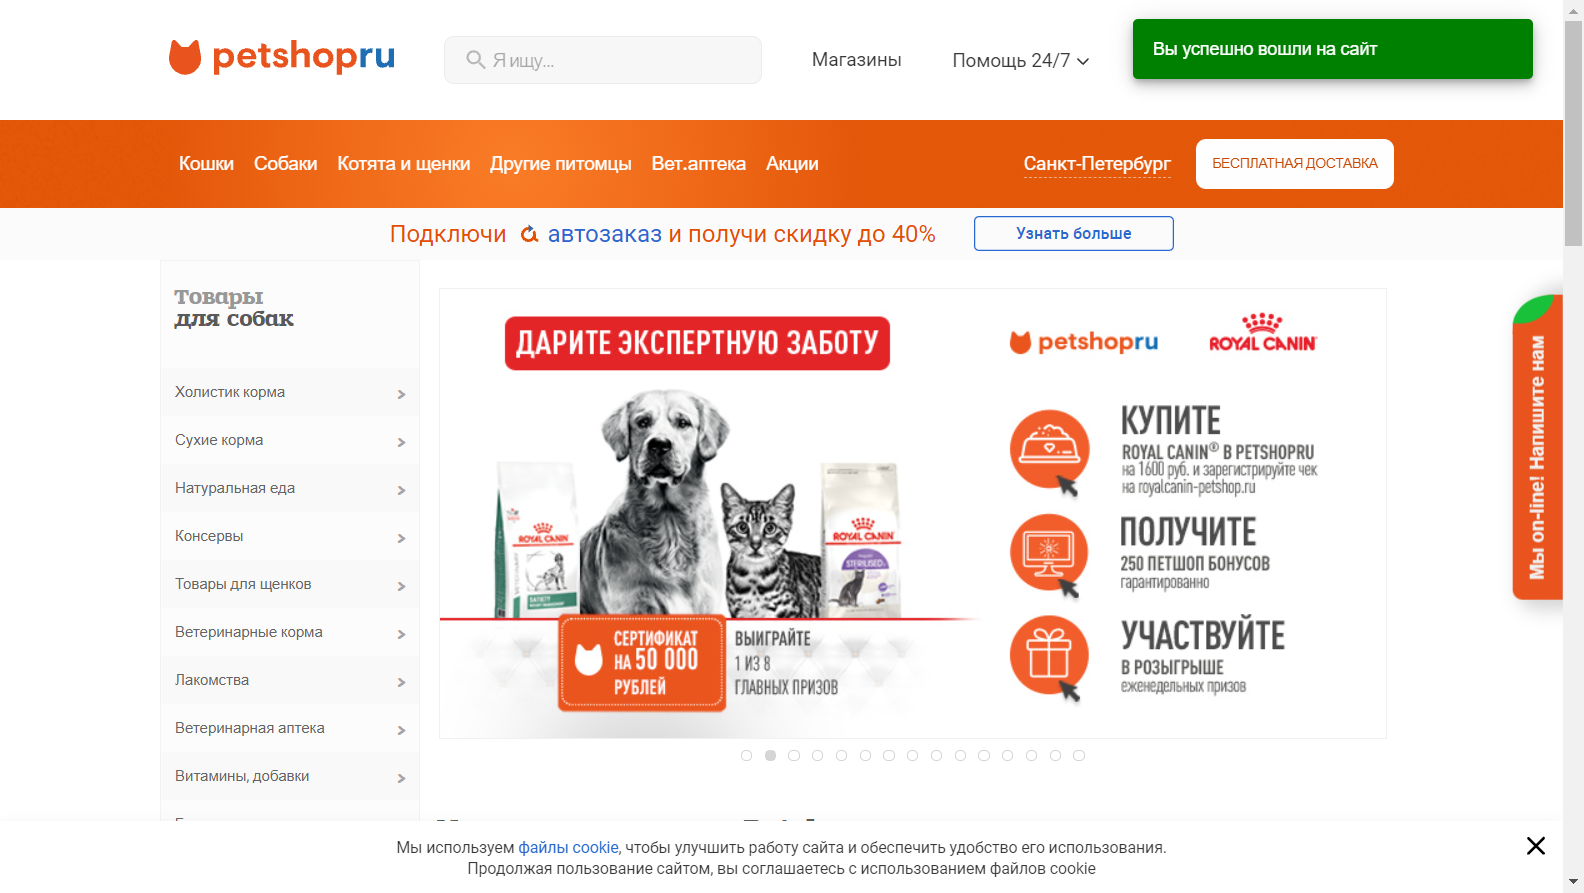 petshopru
Я ищу...
Магазины
Помощь 24/7
Вы успешно вошли на сайт
Кошки
Собаки
Котята и щенки
Другие питомцы
Вет.аптека
Акции
Санкт-Петербург
БЕСПЛАТНАЯ ДОСТАВКА
Подключи автозаказ и получи скидку до 40%
Узнать больше
Товары
для собак
Холистик корма
Сухие корма
Натуральная еда
Консервы
Товары для щенков
Ветеринарные корма
Лакомства
Ветеринарная аптека
Витамины, добавки
ДАРИТЕ ЭКСПЕРТНУЮ ЗАБОТУ
petshopru
ROYAL CANIN
КУПИТЕ
ROYAL CANIN® В PETSHOPRU
на 1600 руб. и зарегистрируйте чек
на royalcanin-petshop.ru
ПОЛУЧИТЕ
250 ПЕТШОП БОНУСОВ
гарантированно
УЧАСТВУЙТЕ
В РОЗЫГРЫШЕ
еженедельных призов
ROYAL CANIN
SATIETY
ROYAL CANIN
STERILISED
СЕРТИФИКАТ
НА 50 000
РУБЛЕЙ
ВЫИГРАЙТЕ
1 ИЗ 8
ГЛАВНЫХ ПРИЗОВ
Мы on-line! Напишите нам
Мы используем файлы cookie, чтобы улучшить работу сайта и обеспечить удобство его использования.
Продолжая пользование сайтом, вы соглашаетесь с использованием файлов cookie